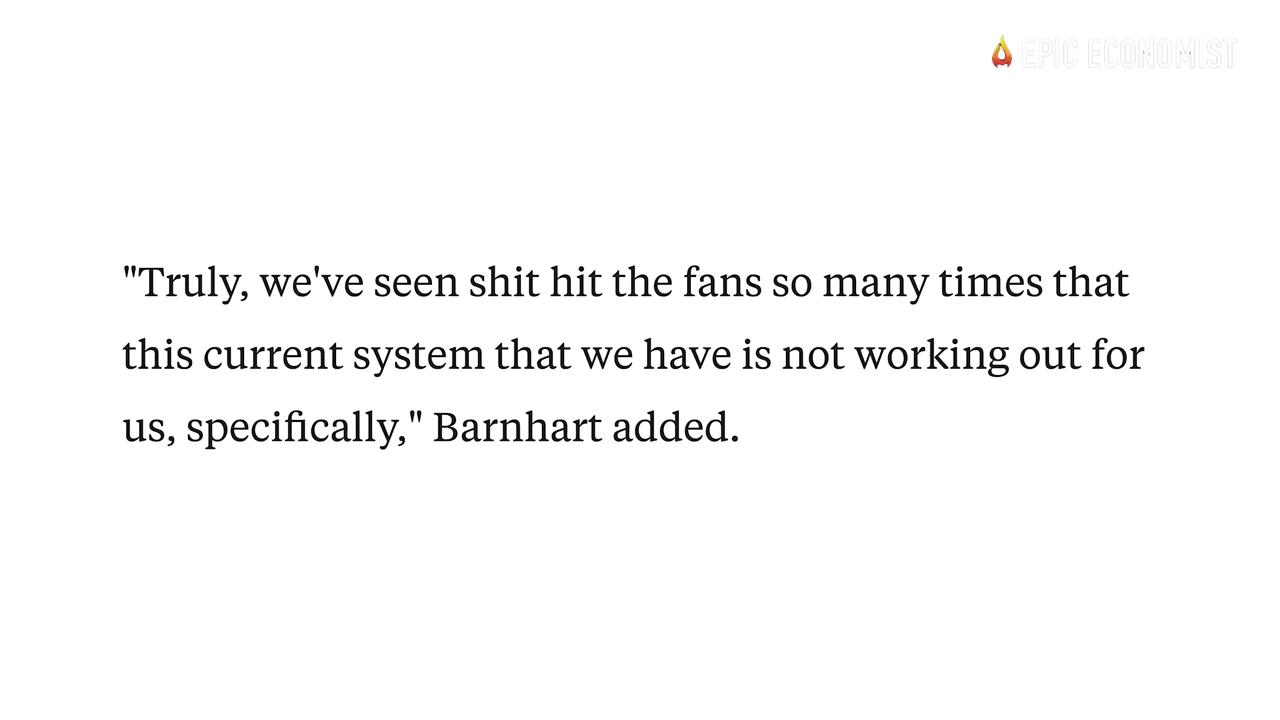 EPIC ECONOMIST
"Truly, we've seen shit hit the fans so many times that
this current system that we have is not working out for
us, specifically," Barnhart added.